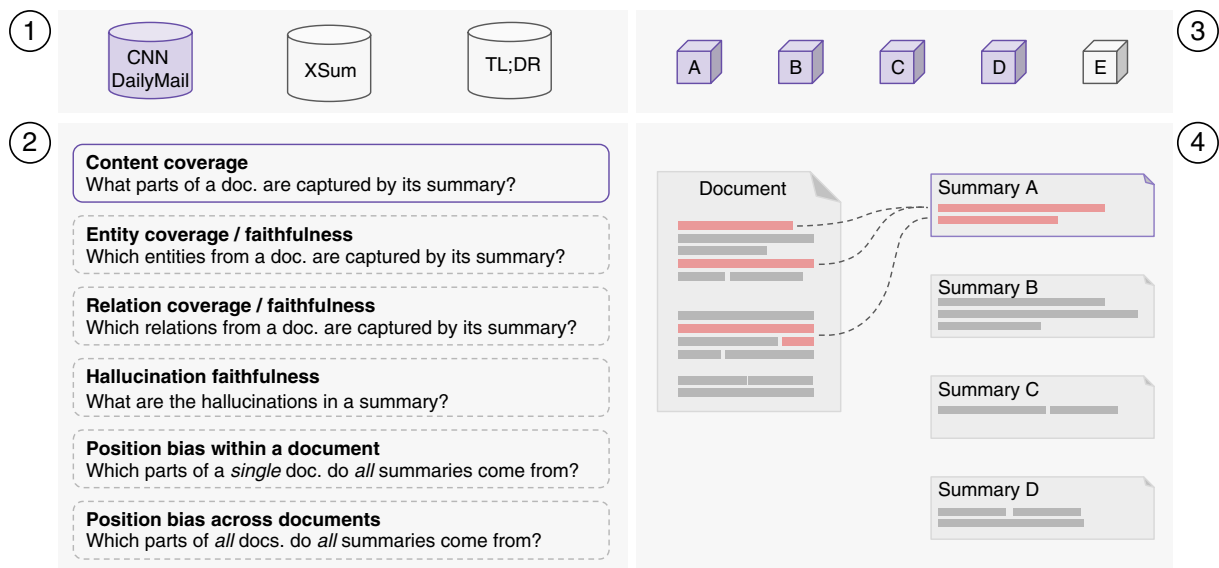 1
CNN
DailyMail
XSum
TL;DR
2
Content coverage
What parts of a doc. are captured by its summary?
Entity coverage / faithfulness
Which entities from a doc. are captured by its summary?
Relation coverage / faithfulness
Which relations from a doc. are captured by its summary?
Hallucination faithfulness
What are the hallucinations in a summary?
Position bias within a document
Which parts of a single doc. do all summaries come from?
Position bias across documents
Which parts of all docs. do all summaries come from?
3
A
B
C
D
E
4
Document
Summary A
Summary B
Summary C
Summary D